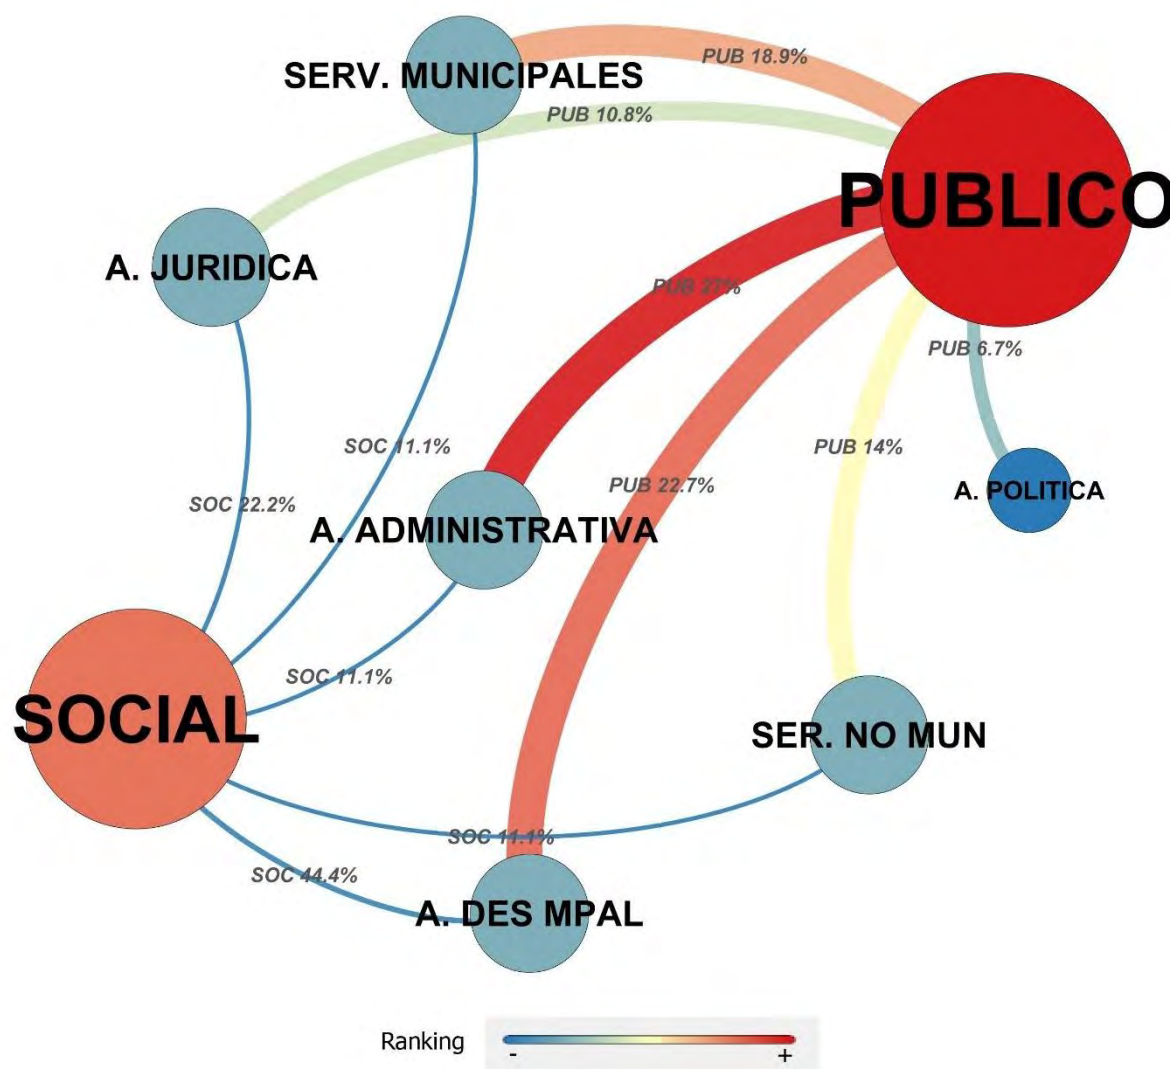 PUB 18.9%
SERV. MUNICIPALES
PUB 10.8%
PUBLICO
A. JURIDICA
PUB 27%
PUB 6.7%
SOC 11.1%
PUB 14%
PUB 22.7%
A. POLITICA
SOC 22.2%
A. ADMINISTRATIVA
SOC 11.1%
SOCIAL
SER. NO MUN
SOC 11.1%
SOC 44.4%
A. DES MPAL
Ranking
- +